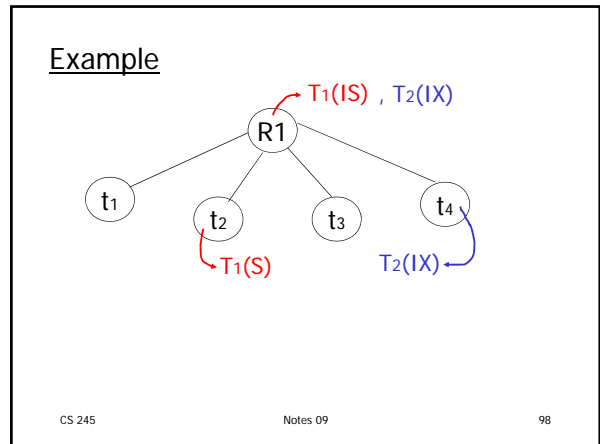 Example
T1(IS) , T2(IX)
R1
t1
t2
t3
t4
T1(S)
T2(IX)
CS 245 Notes 09 98